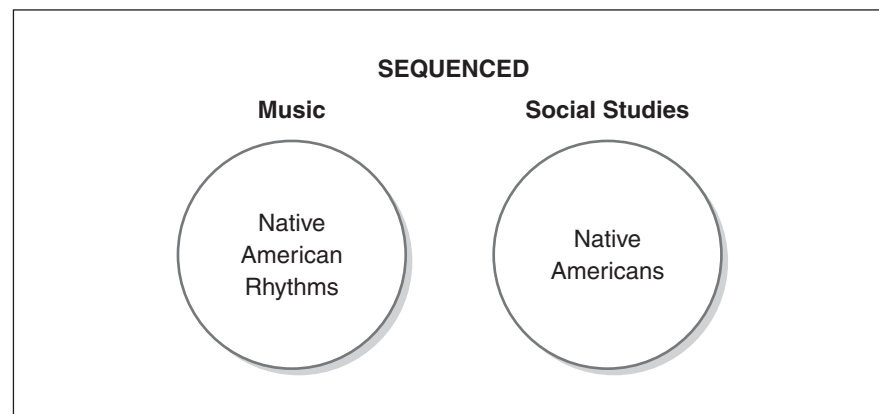 SEQUENCED
Music
Social Studies
Native
American
Rhythms
Native
Americans